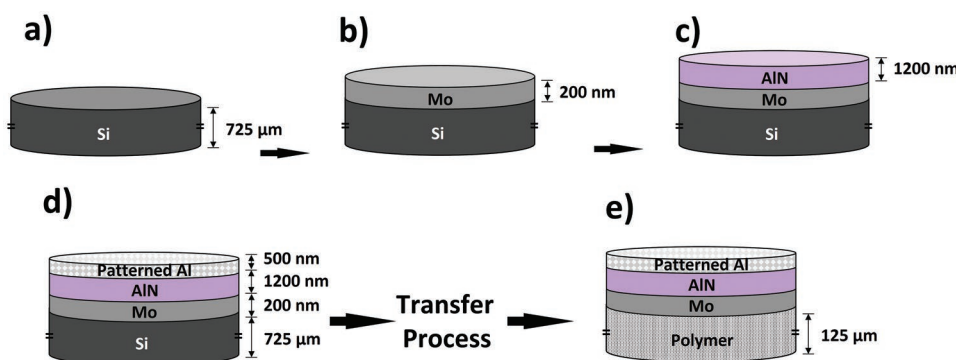 a)
Si
725 µm
b)
Mo
Si
200 nm
c)
AlN
Mo
Si
1200 nm
d)
Patterned Al
AlN
Mo
Si
500 nm
1200 nm
200 nm
725 µm
Transfer
Process
e)
Patterned Al
AlN
Mo
Polymer
125 µm